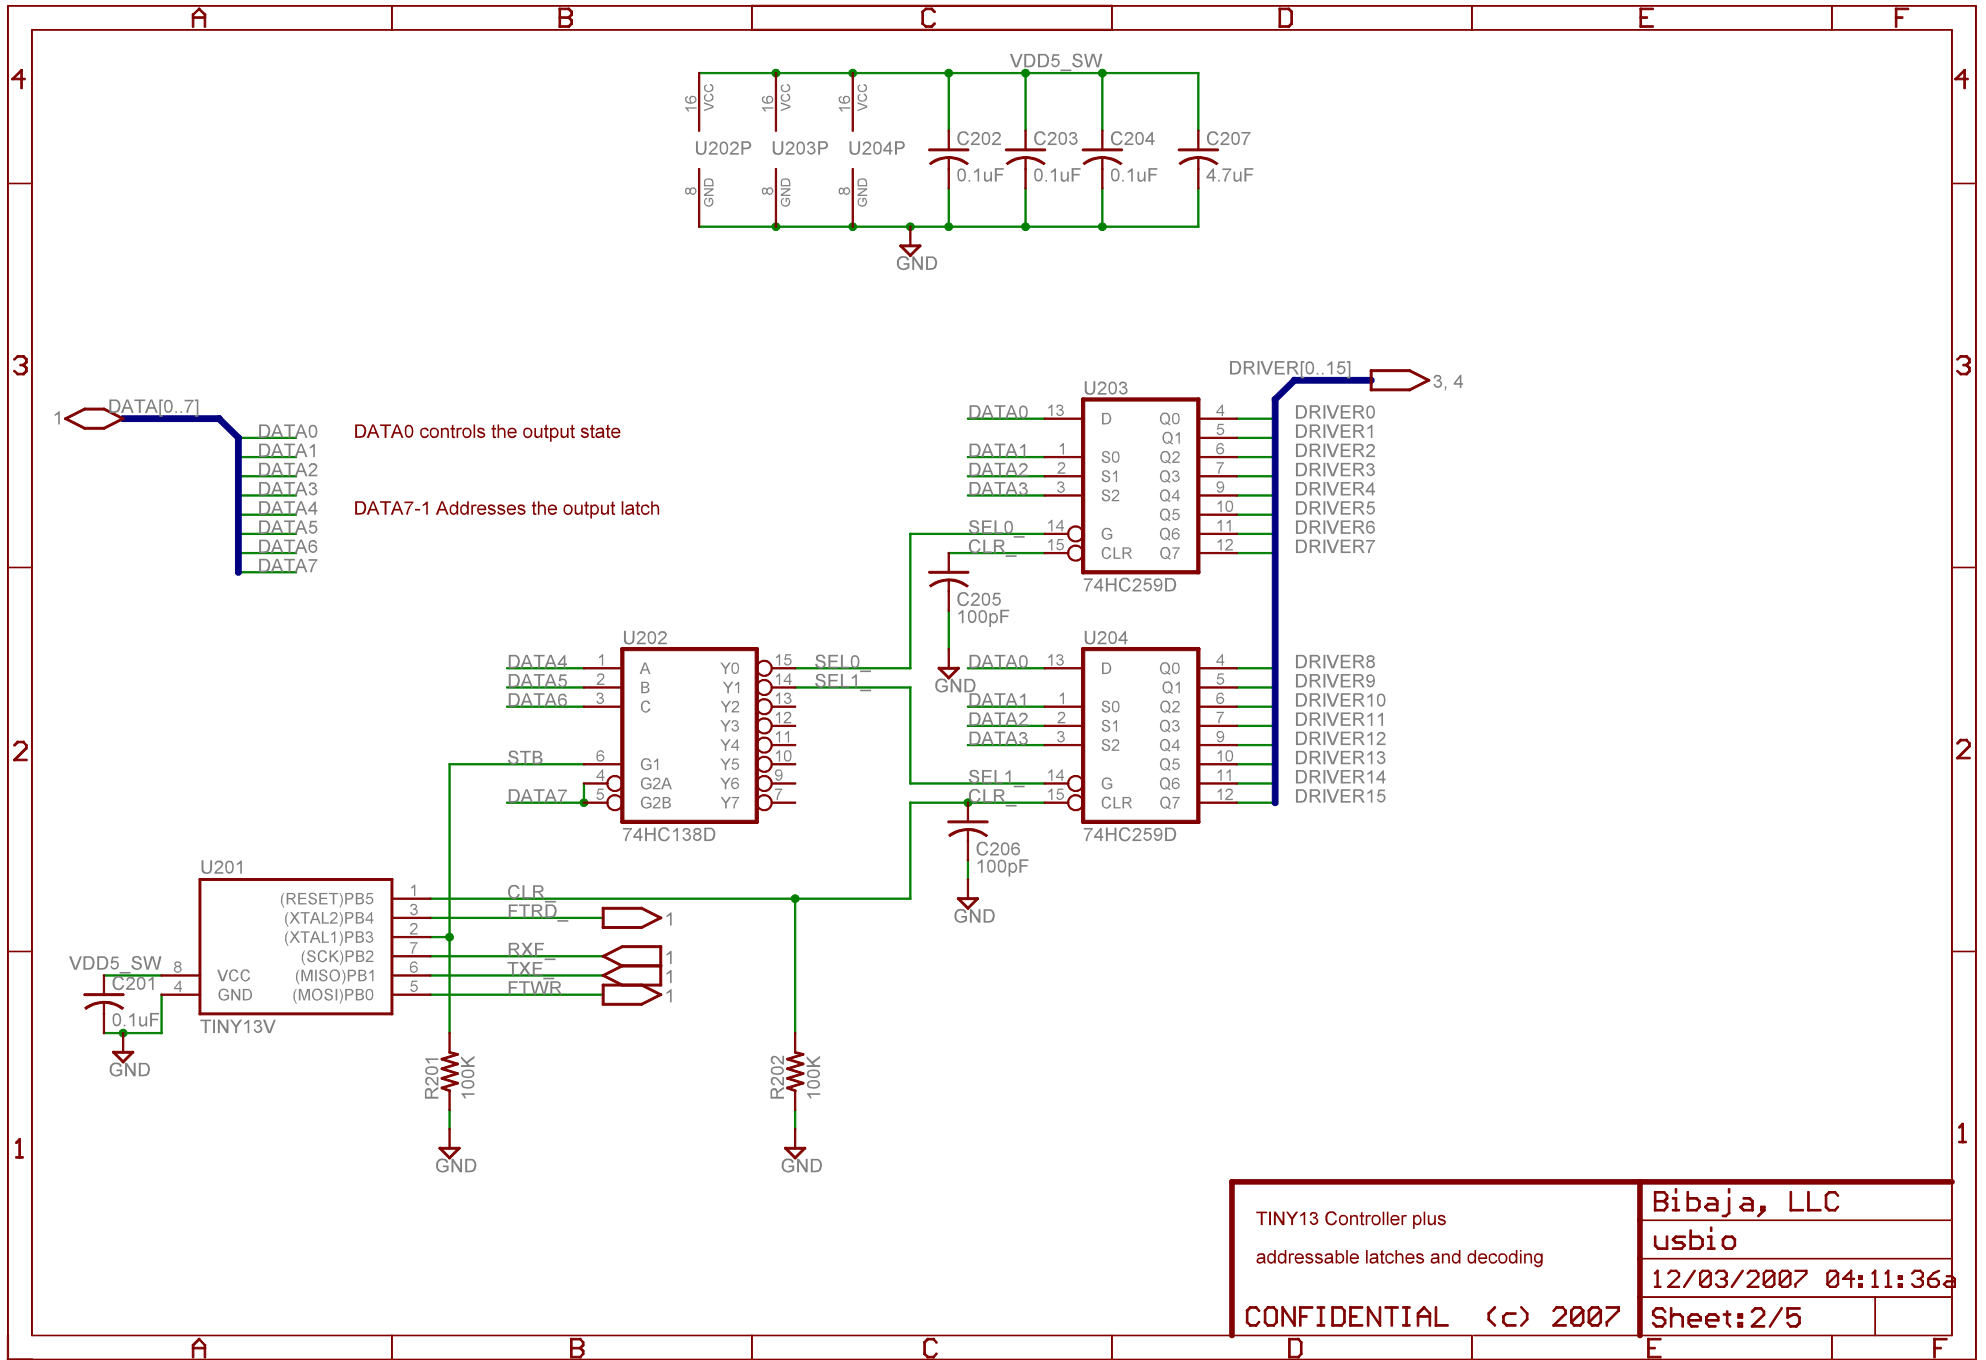 A B C D E F
4 4
VDD5_SW
16 VCC 16 VCC 16 VCC
U202P U203P U204P
8 GND 8 GND 8 GND
C202 C203 C204 C207
0.1uF 0.1uF 0.1uF 4.7uF
GND
3 3
1 DATA[0..7]
DATA0 DATA0 controls the output state
DATA1
DATA2
DATA3
DATA4 DATA7-1 Addresses the output latch
DATA5
DATA6
DATA7
DRIVER[0..15] 3, 4
U203
DATA0 13 D Q0 4 DRIVER0
Q1 5 DRIVER1
DATA1 1 S0 Q2 6 DRIVER2
DATA2 2 S1 Q3 7 DRIVER3
DATA3 3 S2 Q4 9 DRIVER4
Q5 10 DRIVER5
SEL0_ 14 G Q6 11 DRIVER6
CLR_ 15 CLR Q7 12 DRIVER7
74HC259D
C205
100pF
GND
2 2
U202
DATA4 1 A Y0 15 SEL0_
DATA5 2 B Y1 14 SEL1_
DATA6 3 C Y2 13
Y3 12
Y4 11
STB 6 G1 Y5 10
4 G2A Y6 9
DATA7 5 G2B Y7 7
74HC138D
U204
DATA0 13 D Q0 4 DRIVER8
Q1 5 DRIVER9
DATA1 1 S0 Q2 6 DRIVER10
DATA2 2 S1 Q3 7 DRIVER11
DATA3 3 S2 Q4 9 DRIVER12
Q5 10 DRIVER13
SEL1_ 14 G Q6 11 DRIVER14
CLR_ 15 CLR Q7 12 DRIVER15
74HC259D
C206
100pF
GND
U201
(RESET)PB5 1 CLR_
(XTAL2)PB4 3 FTRD_ 1
(XTAL1)PB3 2
(SCK)PB2 7 RXF_ 1
VDD5_SW 8 VCC (MISO)PB1 6 TXE_ 1
4 GND (MOSI)PB0 5 FTWR 1
C201
0.1uF
TINY13V
GND
R201 100K
R202 100K
GND GND
1 1
TINY13 Controller plus
addressable latches and decoding
CONFIDENTIAL (c) 2007
Bibaja, LLC
usbio
12/03/2007 04:11:36a
Sheet:2/5
A B C D E F